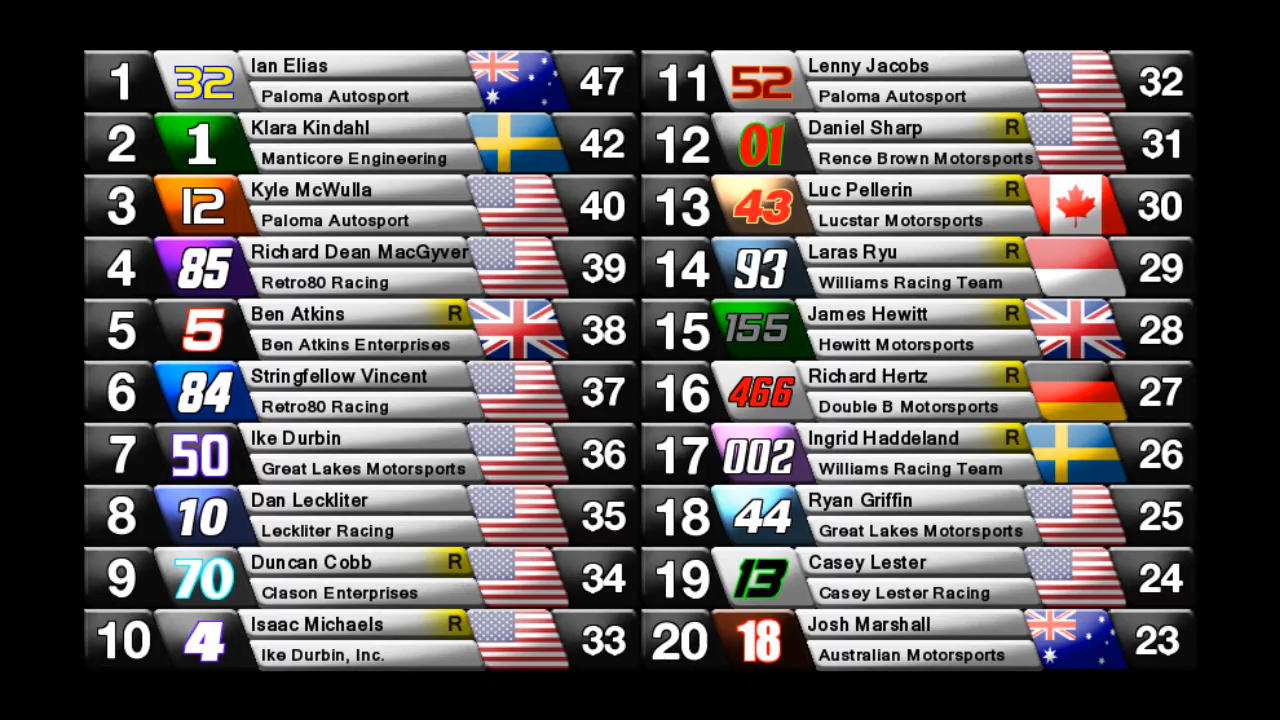 1 32 Ian Elias 47
Paloma Autosport
2 1 Klara Kindahl 42
Manticore Engineering
3 12 Kyle McWulla 40
Paloma Autosport
4 85 Richard Dean MacGyver 39
Retro80 Racing
5 5 Ben Atkins R 38
Ben Atkins Enterprises
6 84 Stringfellow Vincent 37
Retro80 Racing
7 50 Ike Durbin 36
Great Lakes Motorsports
8 10 Dan Leckliter 35
Leckliter Racing
9 70 Duncan Cobb R 34
Clason Enterprises
10 4 Isaac Michaels R 33
Ike Durbin, Inc.
11 52 Lenny Jacobs 32
Paloma Autosport
12 01 Daniel Sharp R 31
Rence Brown Motorsports
13 43 Luc Pellerin R 30
Lucstar Motorsports
14 93 Laras Ryu R 29
Williams Racing Team
15 155 James Hewitt R 28
Hewitt Motorsports
16 466 Richard Hertz R 27
Double B Motorsports
17 002 Ingrid Haddeland R 26
Williams Racing Team
18 44 Ryan Griffin 25
Great Lakes Motorsports
19 13 Casey Lester 24
Casey Lester Racing
20 18 Josh Marshall 23
Australian Motorsports